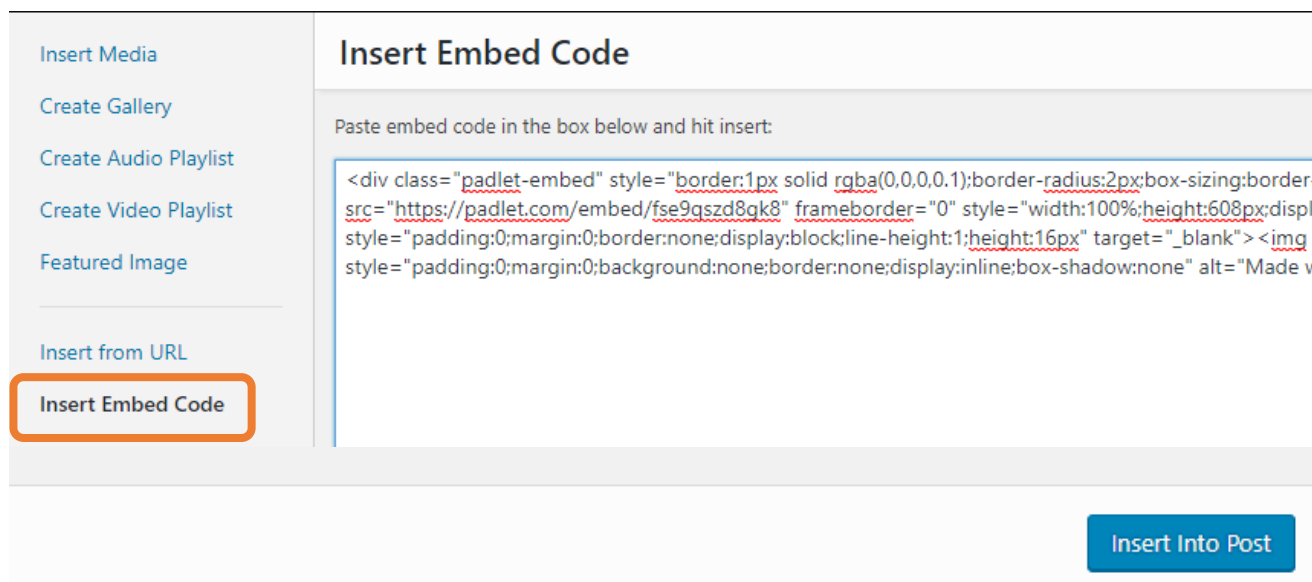 Insert Media
Create Gallery
Create Audio Playlist
Create Video Playlist
Featured Image
Insert from URL
Insert Embed Code
Insert Embed Code
Paste embed code in the box below and hit insert:
<div class="padlet-embed" style="border:1px solid rgba(0,0,0,0.1);border-radius:2px;box-sizing:border-
src="https://padlet.com/embed/fse9qszd8gk8" frameborder="0" style="width:100%;height:608px;displ
style="padding:0;margin:0;border:none;display:block;line-height:1;height:16px" target="_blank"><img
style="padding:0;margin:0;background:none;border:none;display:inline;box-shadow:none" alt="Made
Insert Into Post